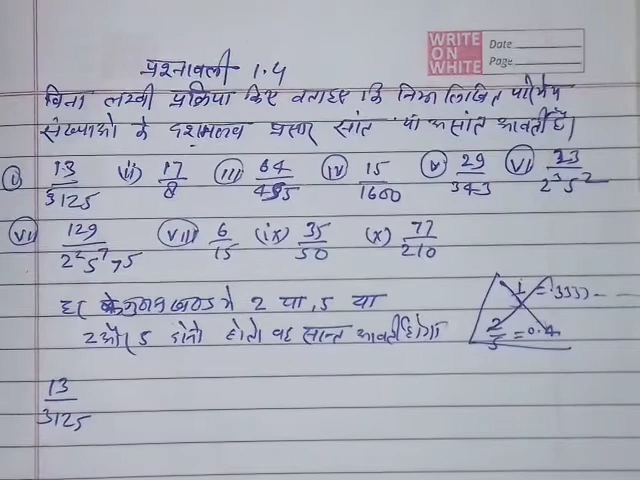 WRITE ON WHITE
Date
Page
प्रश्नावली 1.4
बिना लम्बी प्रक्रिया किए बताइए कि निम्नलिखित परिमेय
संख्याओं के दशमलव प्रसार सांत या असांत आवर्ती हैं।
(i) 13/3125 (ii) 17/8 (iii) 64/455 (iv) 15/1600 (v) 29/343 (vi) 23/2³5²
(vii) 129/2²5⁷7⁵ (viii) 6/15 (ix) 35/50 (x) 77/210
हर के गुणनखण्ड में 2 या, 5 या
2 और 5 दोनो हो तो वह सान्त आवर्ती होगा
= .333 - -
2/5 = 0.4
13/3125